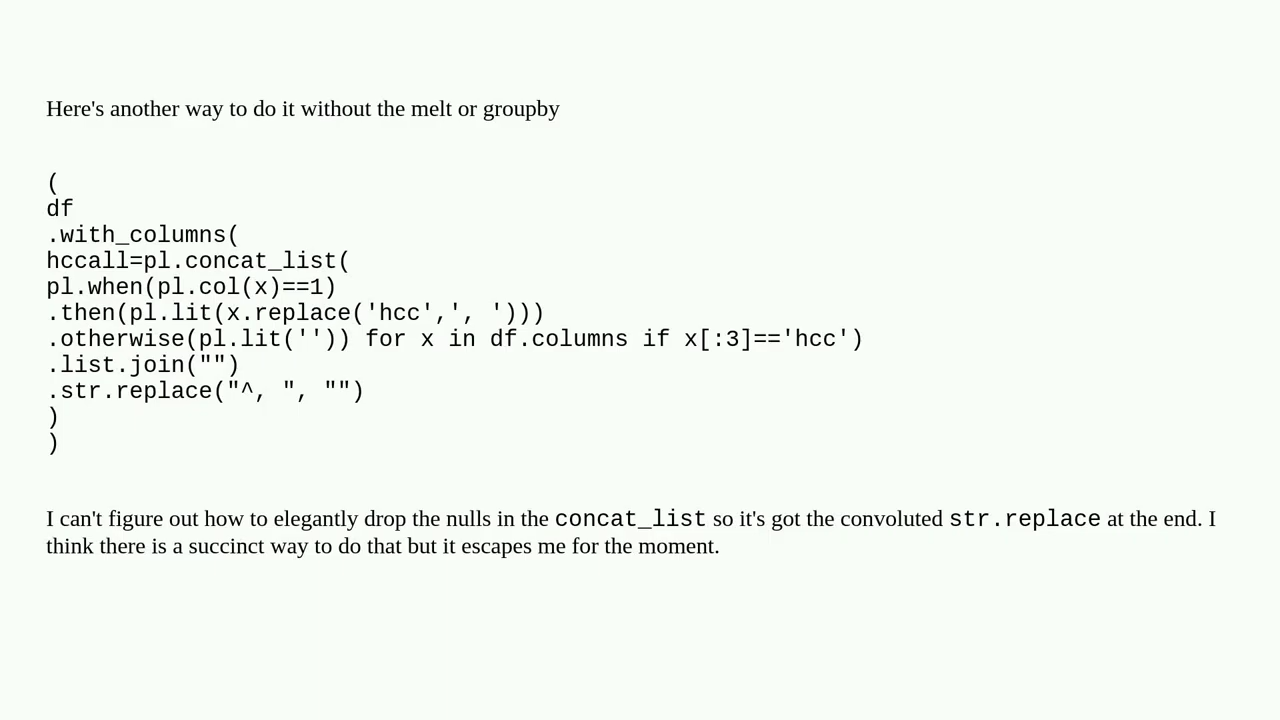 Here's another way to do it without the melt or groupby
(
df
.with_columns(
hccall=pl.concat_list(
pl.when(pl.col(x)==1)
.then(pl.lit(x.replace('hcc',', ')))
.otherwise(pl.lit('')) for x in df.columns if x[:3]=='hcc')
.list.join("")
.str.replace("^, ", "")
)
)
I can't figure out how to elegantly drop the nulls in the concat_list so it's got the convoluted str.replace at the end. I
think there is a succinct way to do that but it escapes me for the moment.